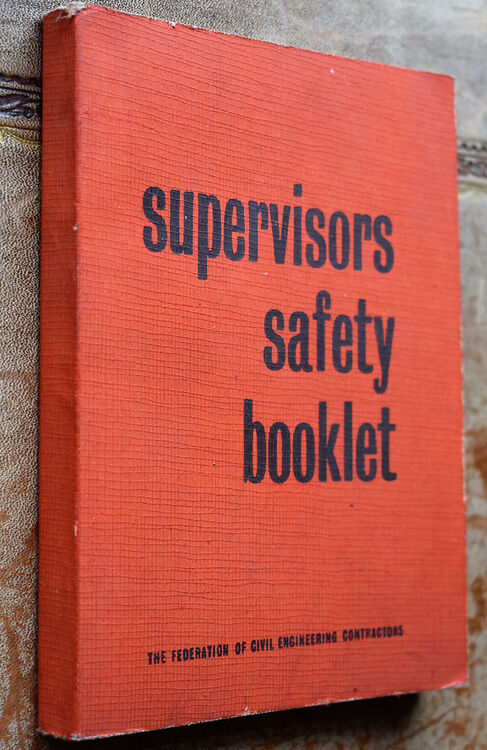 supervisors
safety
booklet
THE FEDERATION OF CIVIL ENGINEERING CONTRACTORS